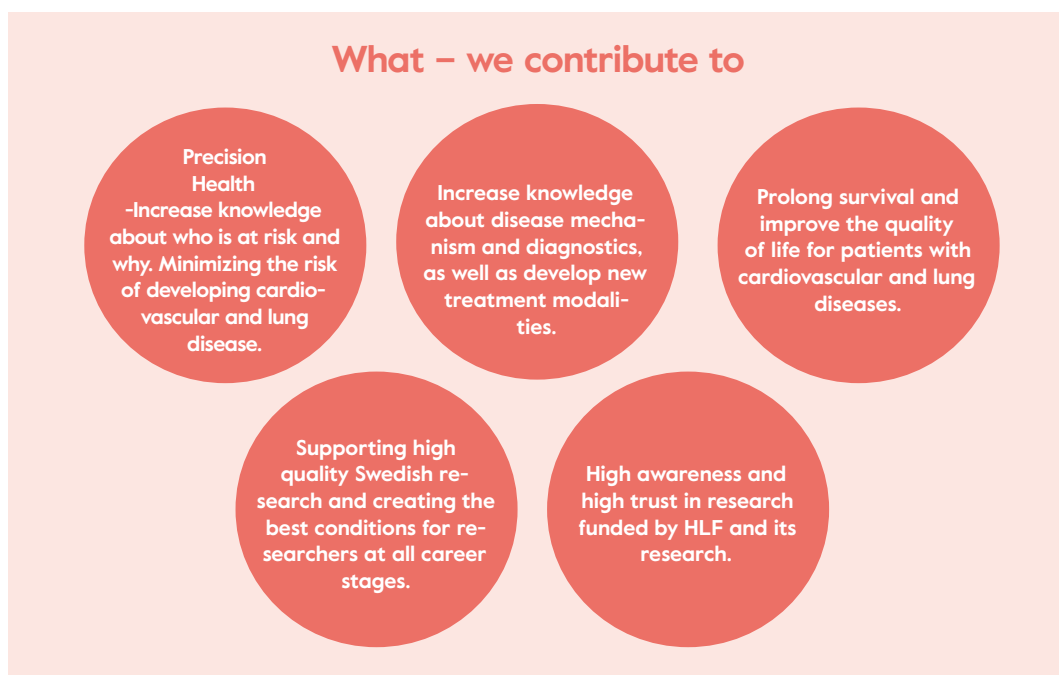 What – we contribute to
Precision
Health
-Increase knowledge
about who is at risk and
why. Minimizing the risk
of developing cardio-
vascular and lung
disease.
Increase knowledge
about disease mecha-
nism and diagnostics,
as well as develop new
treatment modali-
ties.
Prolong survival and
improve the quality
of life for patients with
cardiovascular and lung
diseases.
Supporting high
quality Swedish re-
search and creating the
best conditions for re-
searchers at all career
stages.
High awareness and
high trust in research
funded by HLF and its
research.